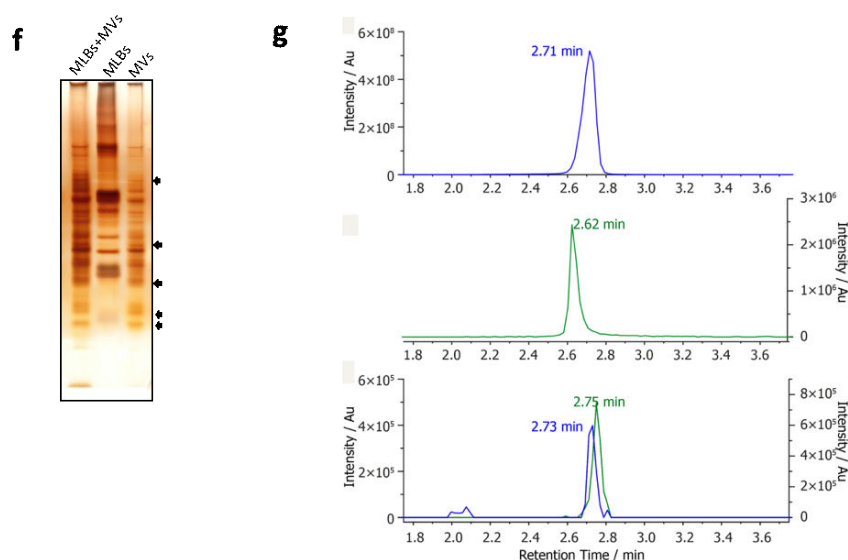 f
MLBs+MVs
MLBs
MVs
g
Intensity / Au
6×10⁸
4×10⁸
2×10⁸
0
2.71 min
1.8 2.0 2.2 2.4 2.6 2.8 3.0 3.2 3.4 3.6
2.62 min
3×10⁶
2×10⁶
1×10⁶
0
Intensity / Au
1.8 2.0 2.2 2.4 2.6 2.8 3.0 3.2 3.4 3.6
Intensity / Au
6×10⁵
4×10⁵
2×10⁵
0
2.75 min
2.73 min
8×10⁵
6×10⁵
4×10⁵
2×10⁵
0
Intensity / Au
1.8 2.0 2.2 2.4 2.6 2.8 3.0 3.2 3.4 3.6
Retention Time / min